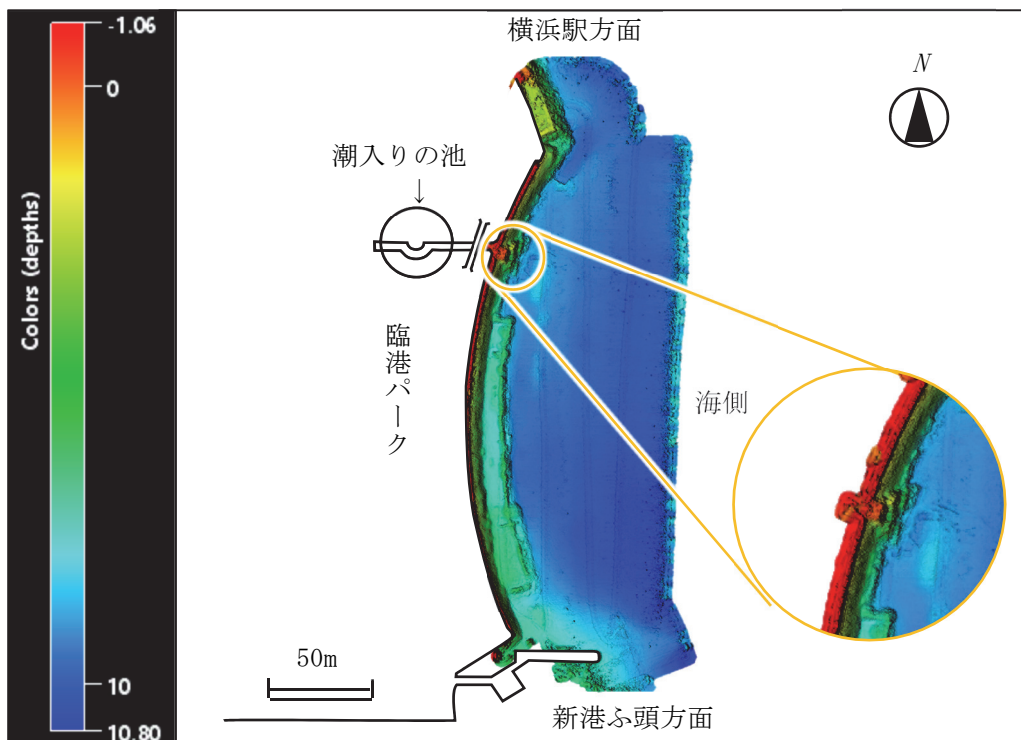 -1.06
0
10
10.80
Colors (depths)
横浜駅方面
N
潮入りの池
↓
臨港パーク
海側
50m
新港ふ頭方面